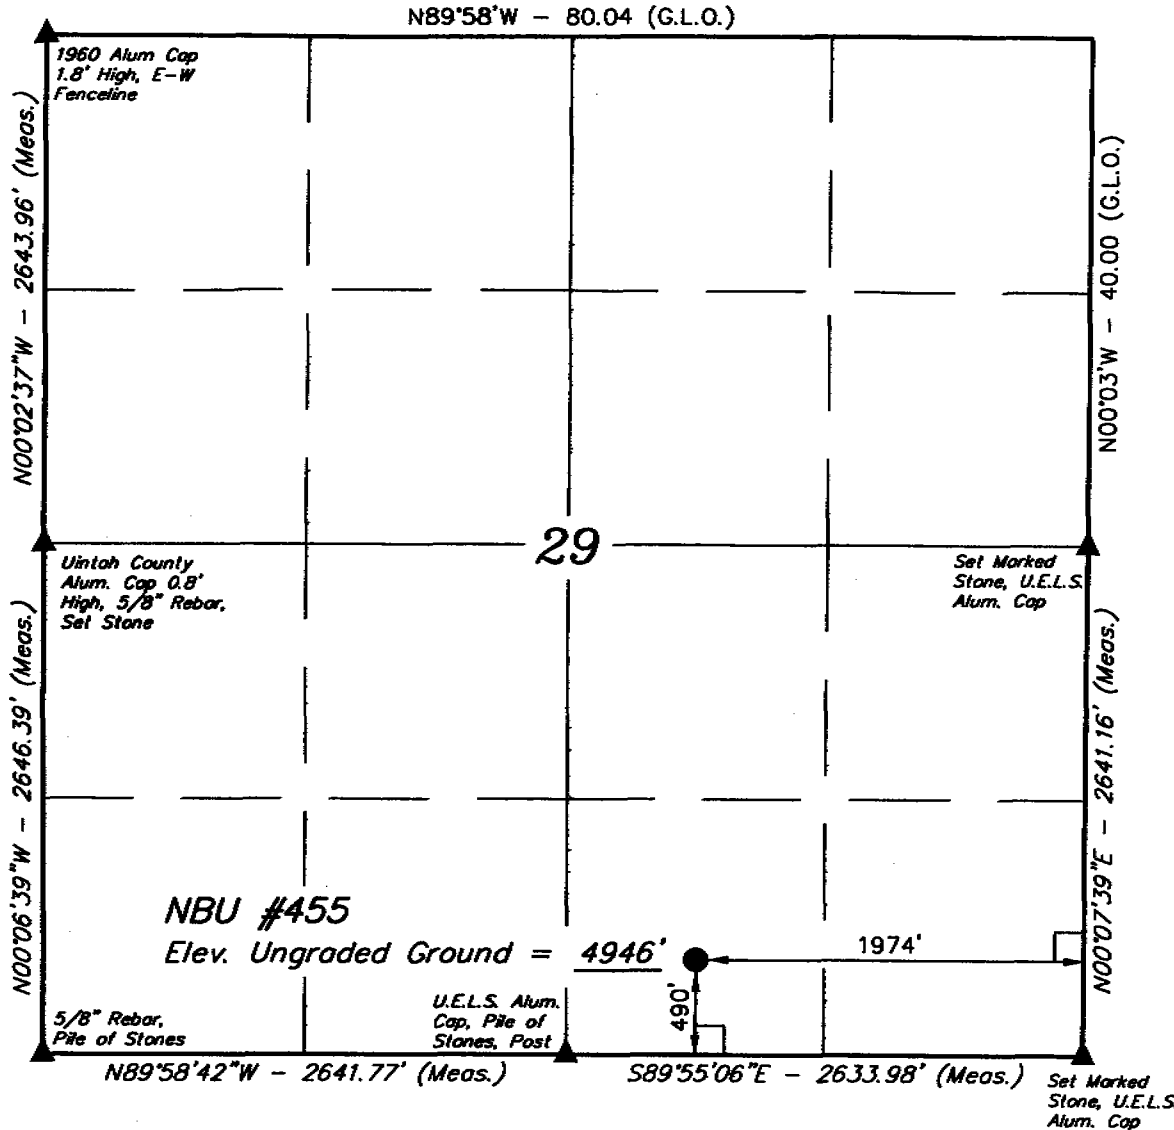 N89°58'W - 80.04 (G.L.O.)
1960 Alum Cap
1.8' High, E-W
Fenceline
N00°02'37"W - 2643.96' (Meas.)
N00°03'W - 40.00 (G.L.O.)
29
Uintah County
Alum. Cap 0.8'
High, 5/8" Rebar,
Set Stone
Set Marked
Stone, U.E.L.S.
Alum. Cap
N00°06'39"W - 2646.39' (Meas.)
N00°07'39"E - 2641.16' (Meas.)
NBU #455
Elev. Ungraded Ground = 4946'
1974'
490'
5/8" Rebar,
Pile of Stones
U.E.L.S. Alum.
Cap, Pile of
Stones, Post
N89°58'42"W - 2641.77' (Meas.)
S89°55'06"E - 2633.98' (Meas.)
Set Marked
Stone, U.E.L.S.
Alum. Cap